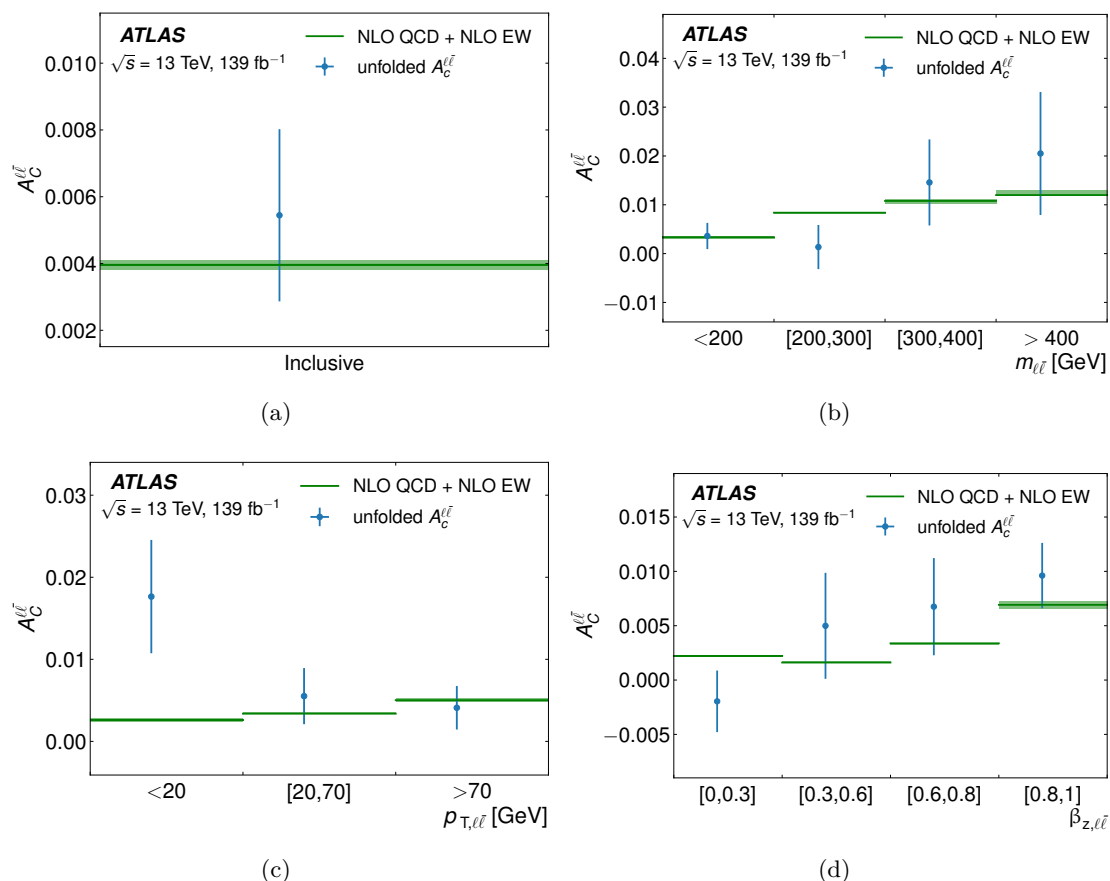 ATLAS
√s = 13 TeV, 139 fb⁻¹
NLO QCD + NLO EW
unfolded A_c^{ℓℓ̄}
0.010
0.008
0.006
0.004
0.002
A_C^{ℓℓ̄}
Inclusive
(a)
ATLAS
√s = 13 TeV, 139 fb⁻¹
NLO QCD + NLO EW
unfolded A_c^{ℓℓ̄}
0.04
0.03
0.02
0.01
0.00
−0.01
A_C^{ℓℓ̄}
<200 [200,300] [300,400] > 400
m_{ℓℓ̄} [GeV]
(b)
ATLAS
√s = 13 TeV, 139 fb⁻¹
NLO QCD + NLO EW
unfolded A_c^{ℓℓ̄}
0.03
0.02
0.01
0.00
A_C^{ℓℓ̄}
<20 [20,70] >70
p_{T,ℓℓ̄} [GeV]
(c)
ATLAS
√s = 13 TeV, 139 fb⁻¹
NLO QCD + NLO EW
unfolded A_c^{ℓℓ̄}
0.015
0.010
0.005
0.000
−0.005
A_C^{ℓℓ̄}
[0,0.3] [0.3,0.6] [0.6,0.8] [0.8,1]
β_{z,ℓℓ̄}
(d)